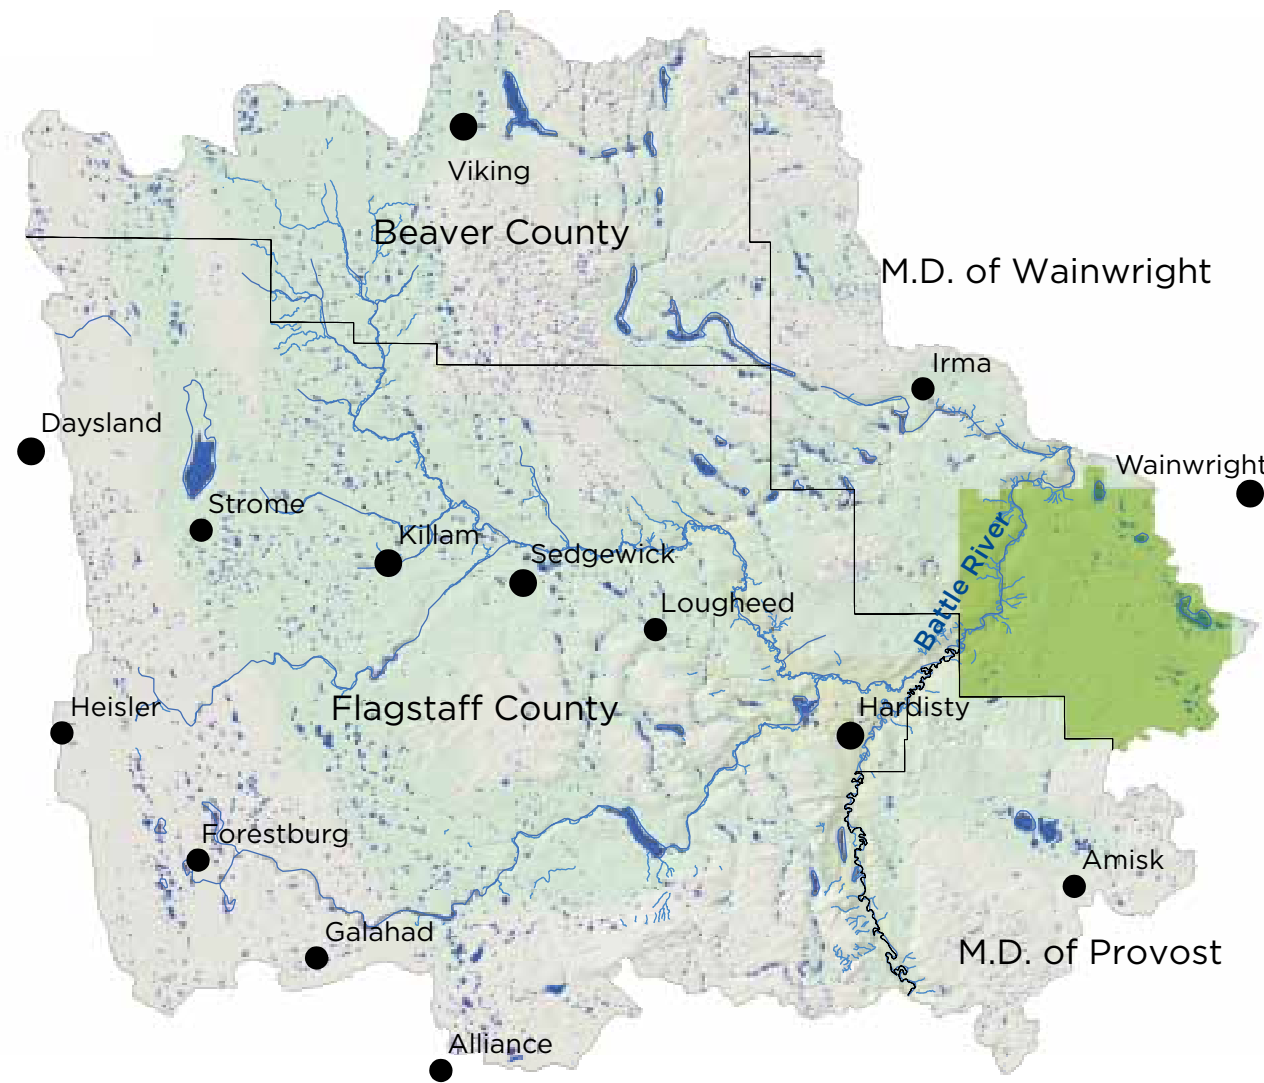 Viking
Beaver County
M.D. of Wainwright
Irma
Daysland
Wainwright
Strome
Killam
Sedgewick
Battle River
Lougheed
Heisler
Flagstaff County
Hardisty
Forestburg
Amisk
Galahad
M.D. of Provost
Alliance